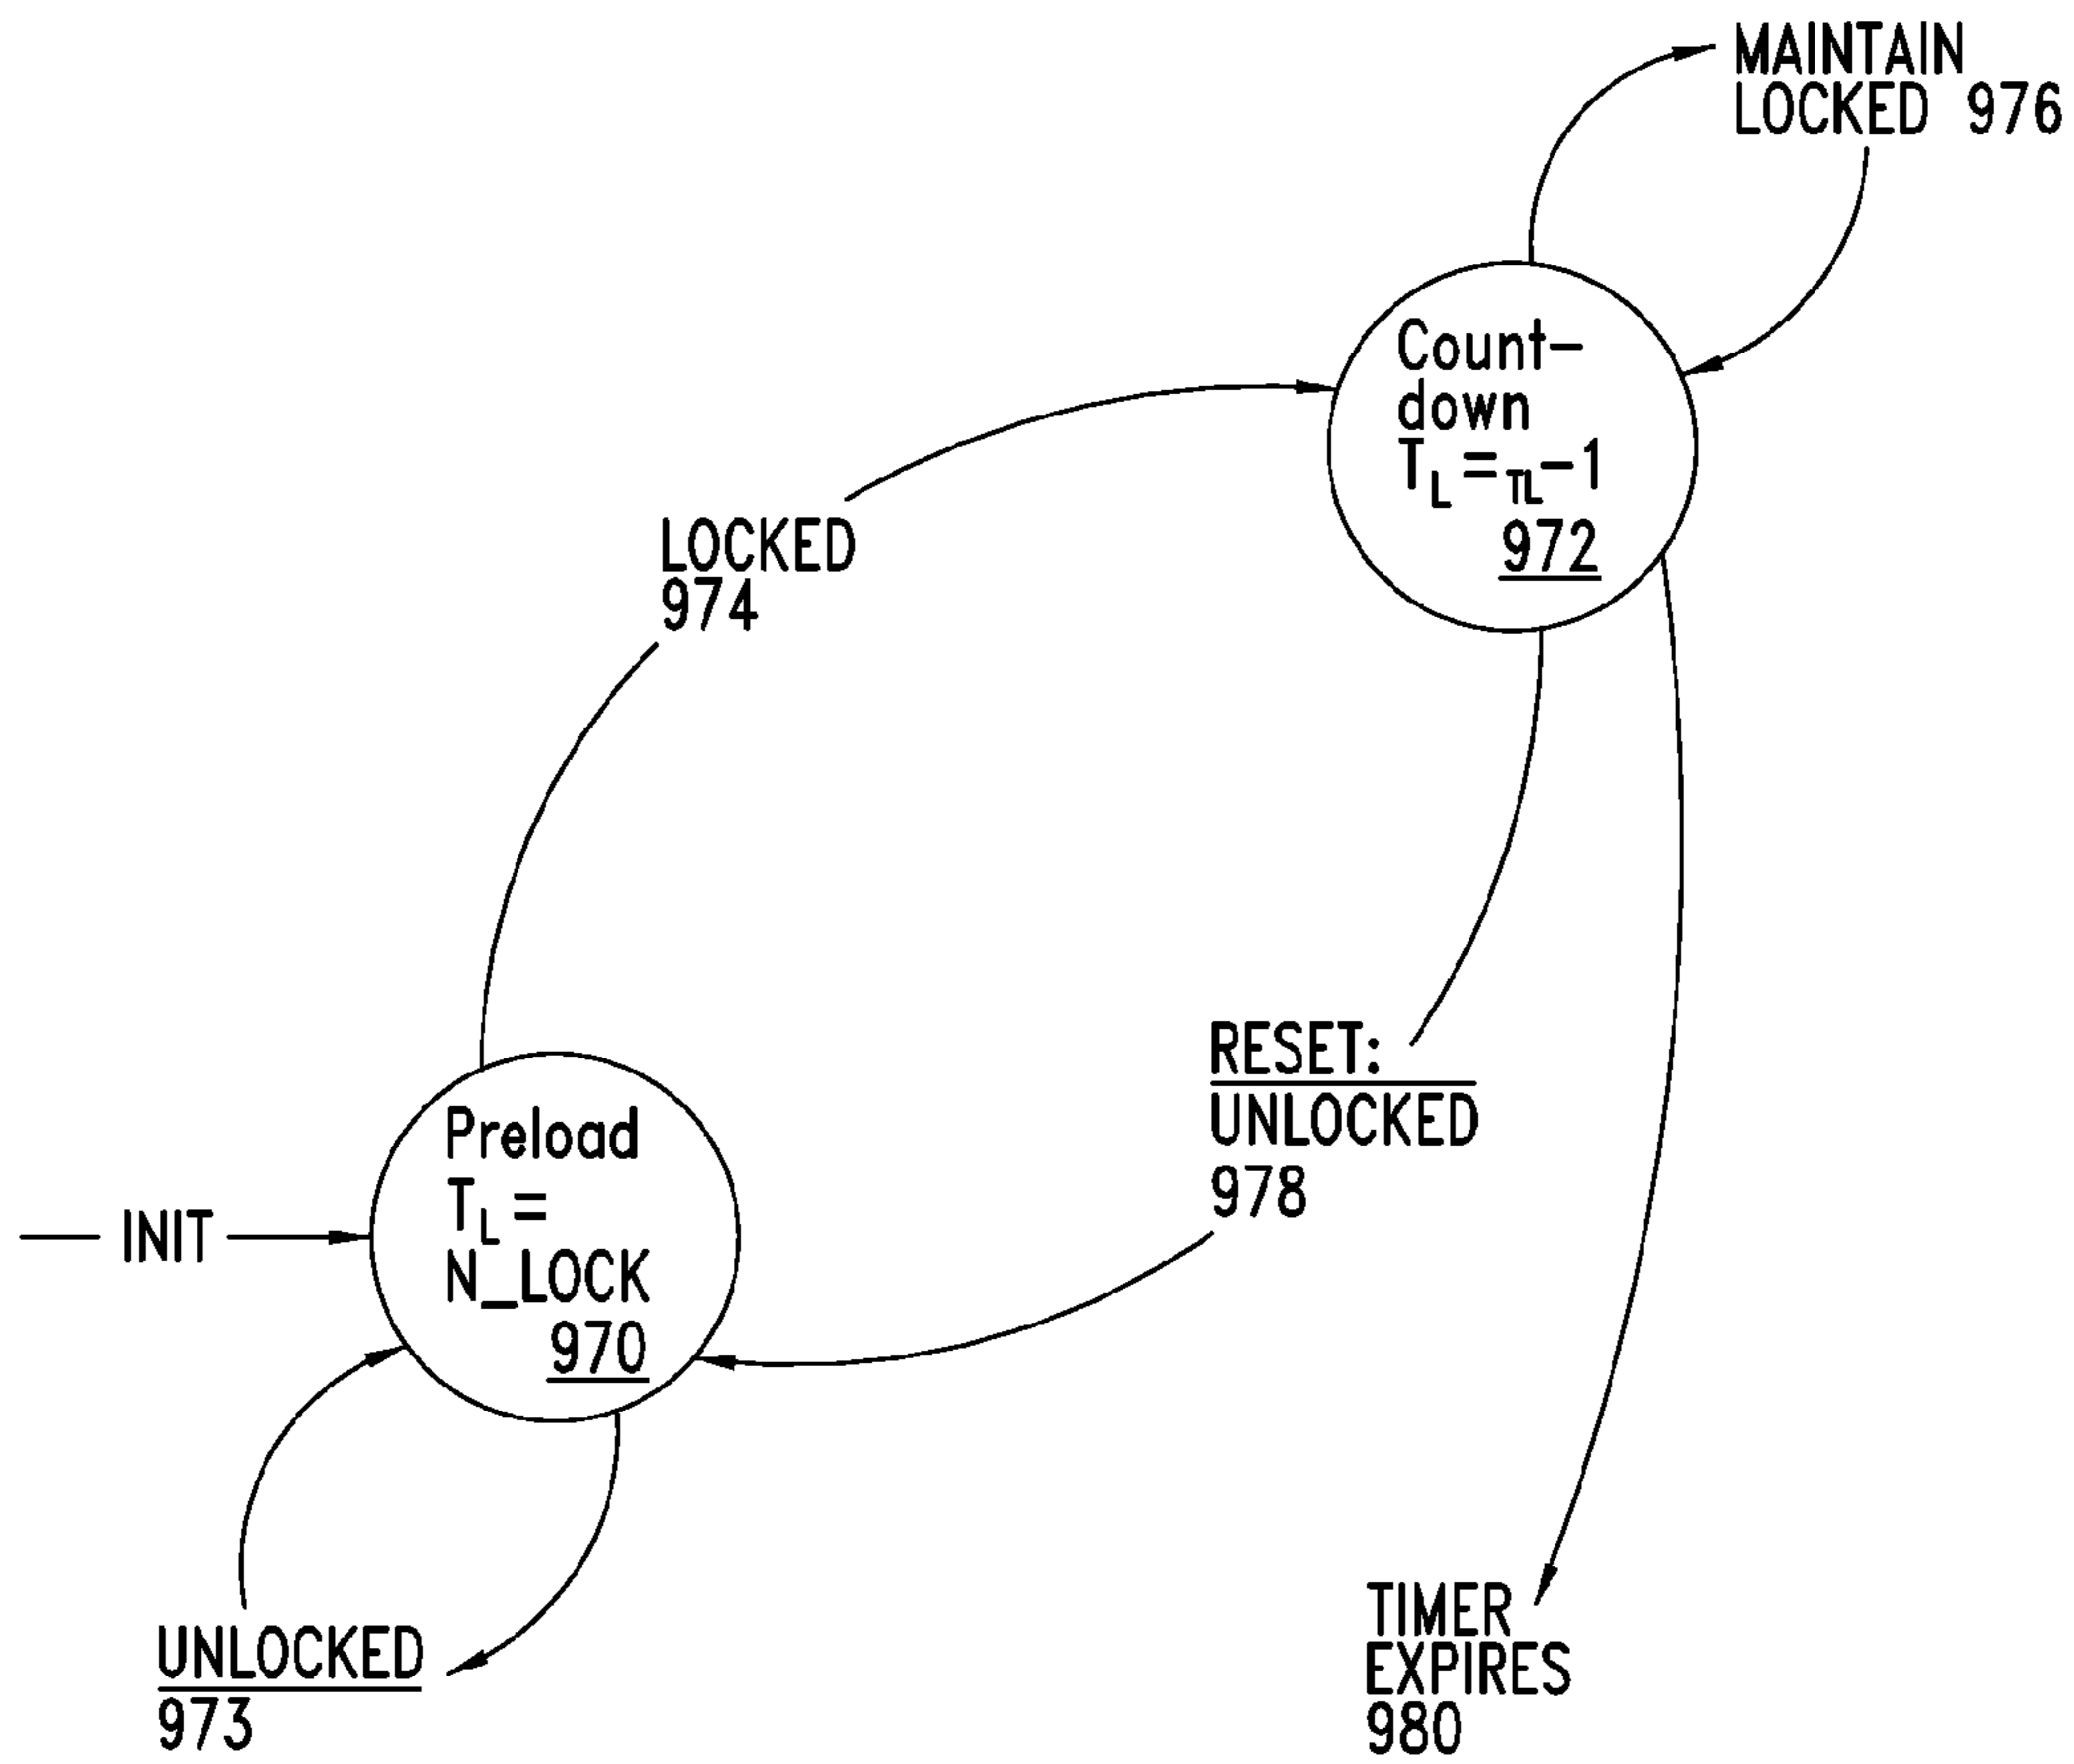 MAINTAIN
LOCKED 976
Count-
down
T_L = TL-1
972
LOCKED
974
RESET:
UNLOCKED
978
Preload
T_L =
N_LOCK
970
INIT
UNLOCKED
973
TIMER
EXPIRES
980